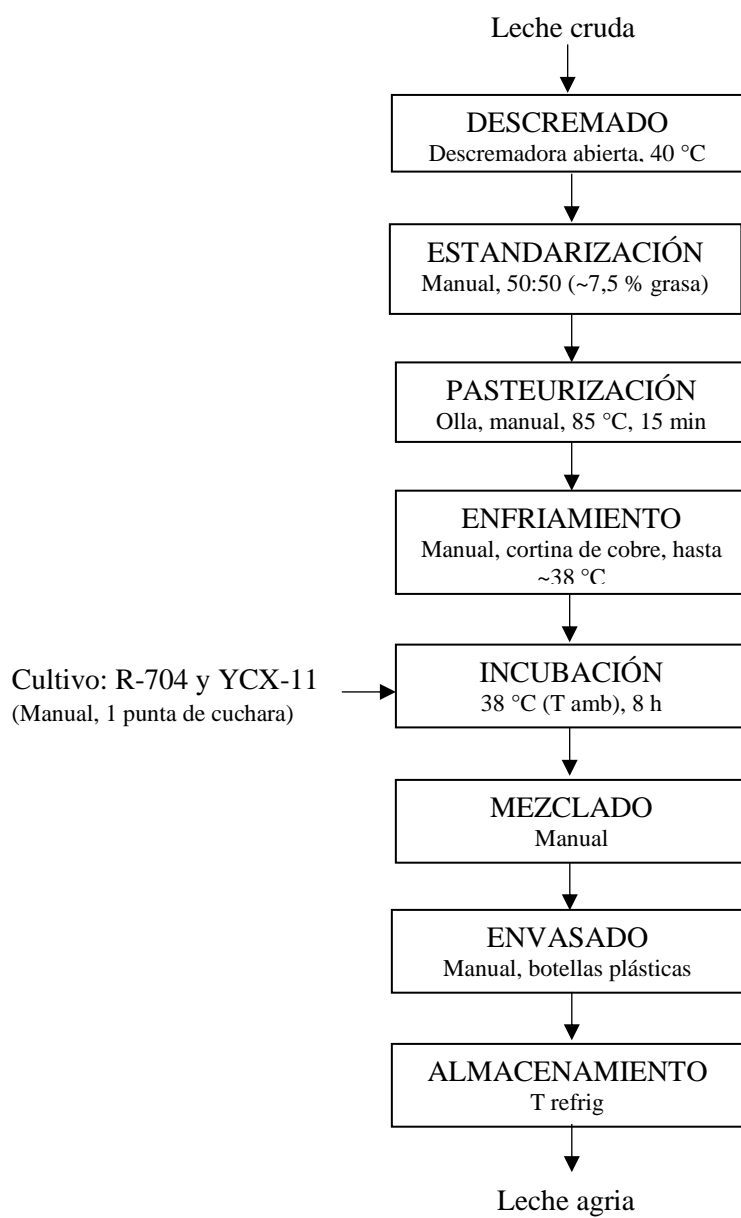 Leche cruda
DESCREMADO
Descremadora abierta, 40 °C
ESTANDARIZACIÓN
Manual, 50:50 (~7,5 % grasa)
PASTEURIZACIÓN
Olla, manual, 85 °C, 15 min
ENFRIAMIENTO
Manual, cortina de cobre, hasta
~38 °C
Cultivo: R-704 y YCX-11
(Manual, 1 punta de cuchara)
INCUBACIÓN
38 °C (T amb), 8 h
MEZCLADO
Manual
ENVASADO
Manual, botellas plásticas
ALMACENAMIENTO
T refrig
Leche agria